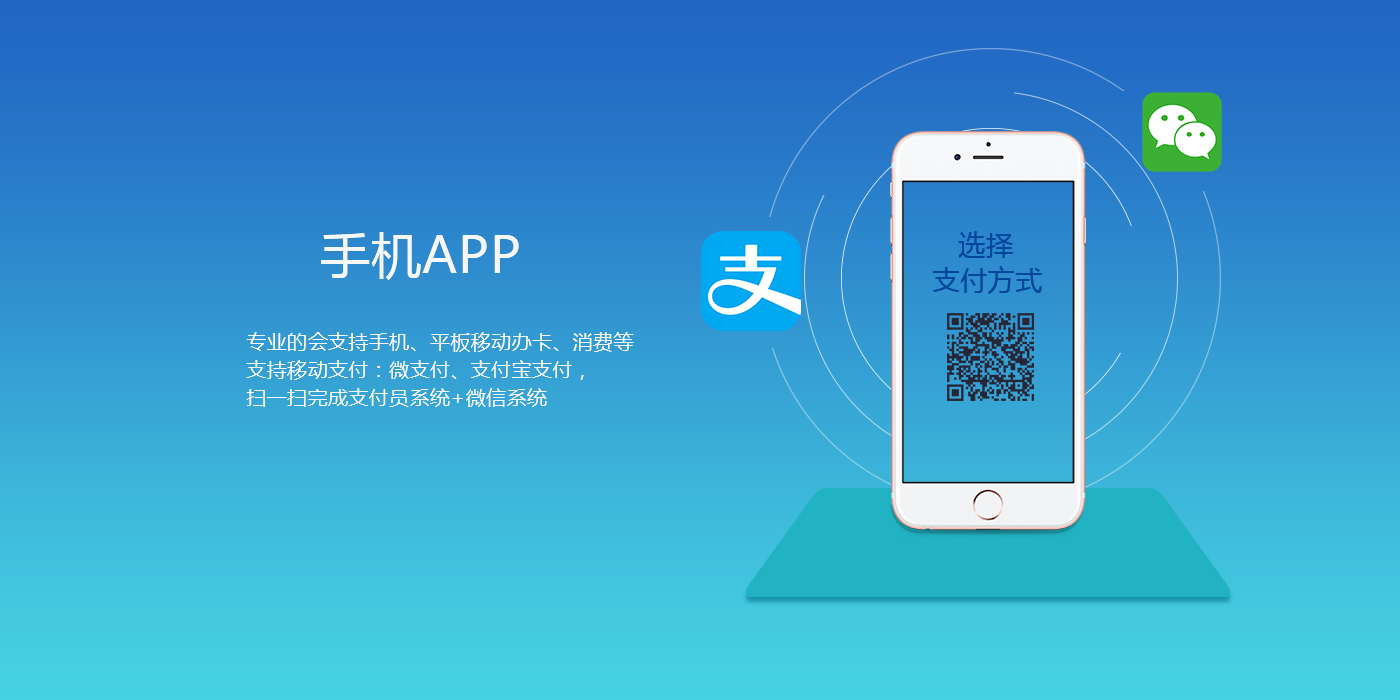 手机APP
专业的会支持手机、平板移动办卡、消费等
支持移动支付：微支付、支付宝支付，
扫一扫完成支付员系统+微信系统
支
选择
支付方式